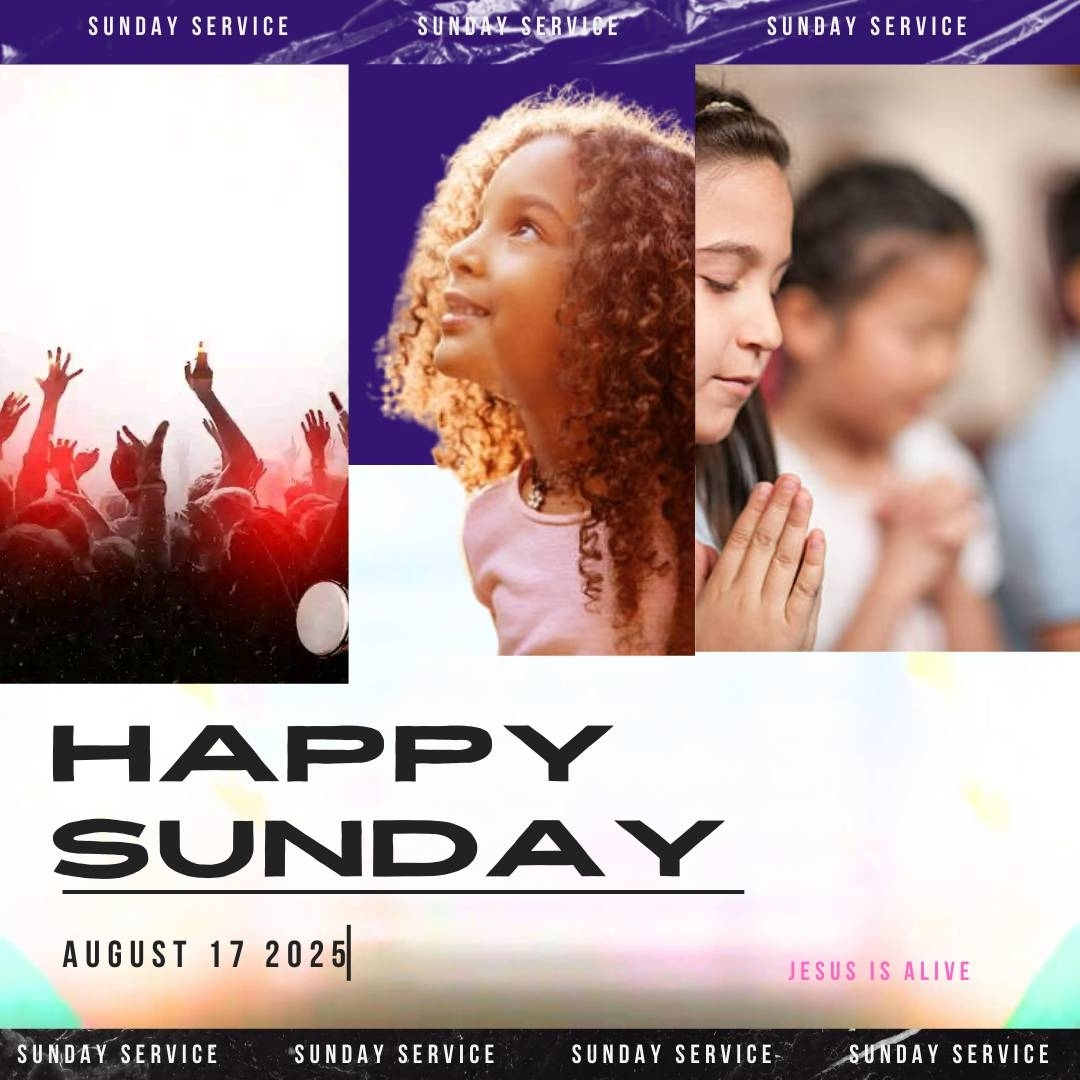 SUNDAY SERVICE SUNDAY SERVICE SUNDAY SERVICE
HAPPY
SUNDAY
AUGUST 17 2025
JESUS IS ALIVE
SUNDAY SERVICE SUNDAY SERVICE SUNDAY SERVICE SUNDAY SERVICE